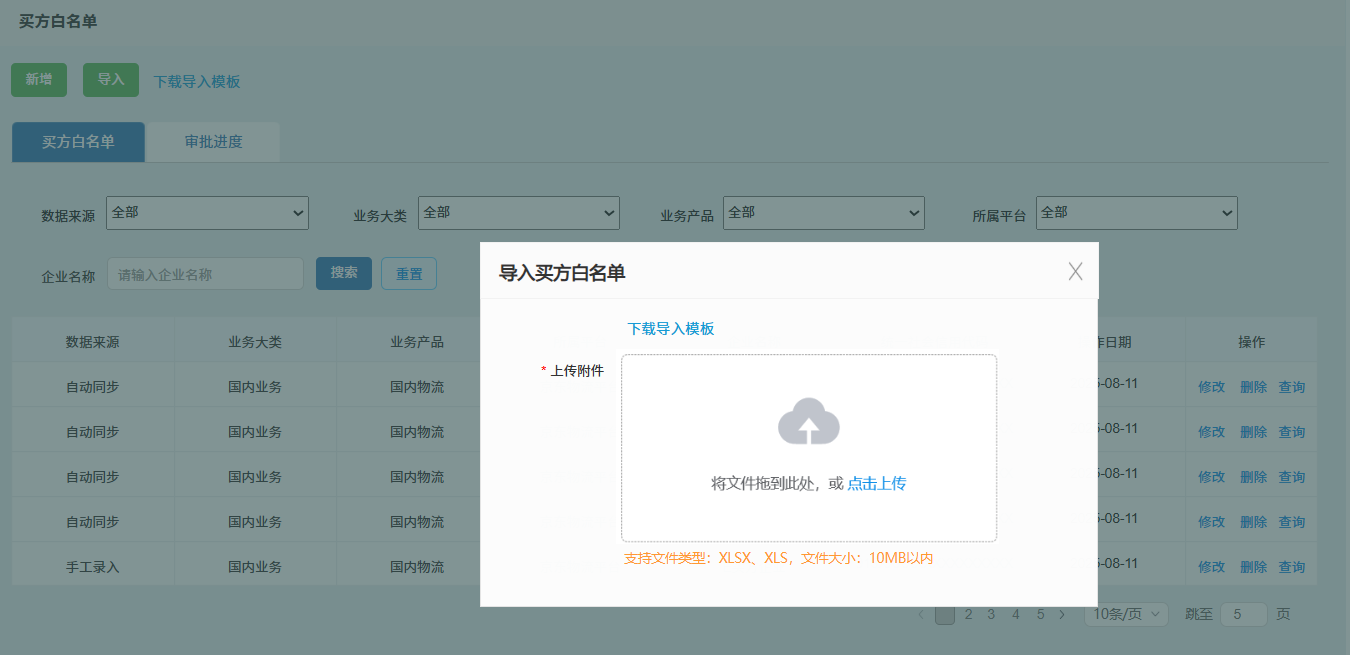 买方白名单
新增 导入 下载导入模板
买方白名单 审批进度
数据来源 全部 业务大类 全部 业务产品 全部 所属平台 全部
企业名称 请输入企业名称 搜索 重置
导入买方白名单
下载导入模板
* 上传附件
将文件拖到此处，或 点击上传
支持文件类型：XLSX、XLS，文件大小：10MB以内
数据来源 业务大类 业务产品 日期 操作
自动同步 国内业务 国内物流 -08-11 修改 删除 查询
自动同步 国内业务 国内物流 -08-11 修改 删除 查询
自动同步 国内业务 国内物流 -08-11 修改 删除 查询
自动同步 国内业务 国内物流 -08-11 修改 删除 查询
手工录入 国内业务 国内物流 -08-11 修改 删除 查询
2 3 4 5 10条/页 跳至 5 页